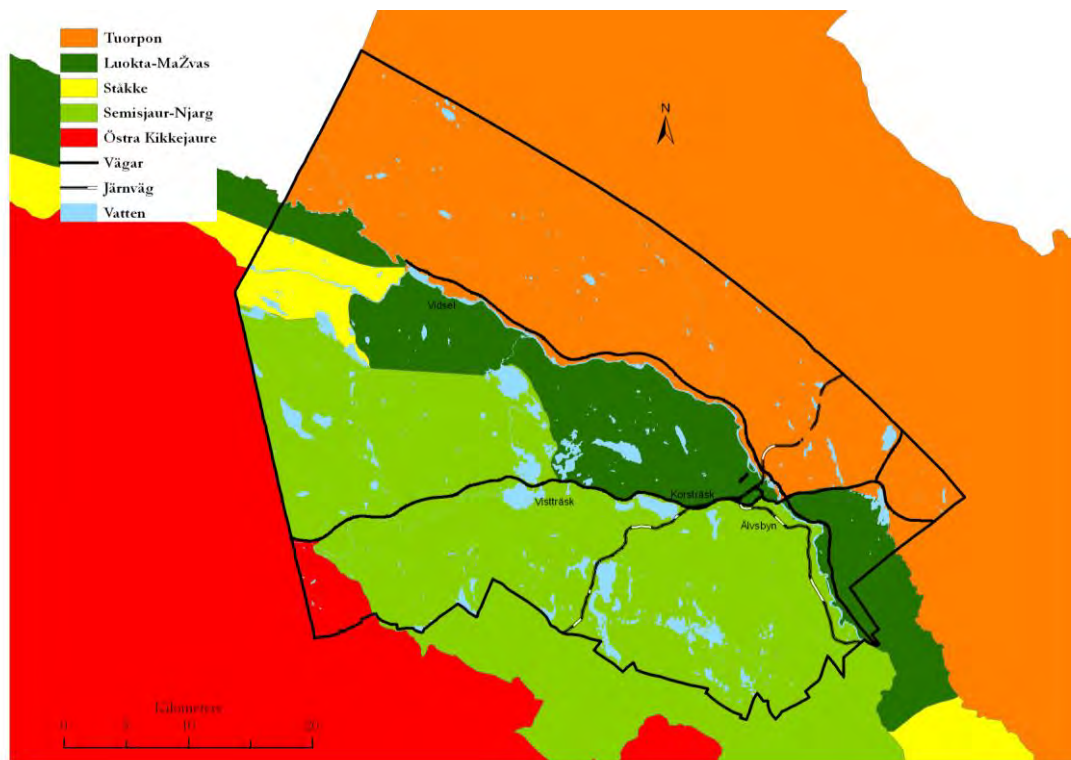 Tuorpon
Luokta-MaŽvas
Ståkke
Semisjaur-Njarg
Östra Kikkejaure
Vägar
Järnväg
Vatten
N
Vidsel
Vistträsk
Korsträsk
Älvsbyn
Kilometers
0 5 10 20